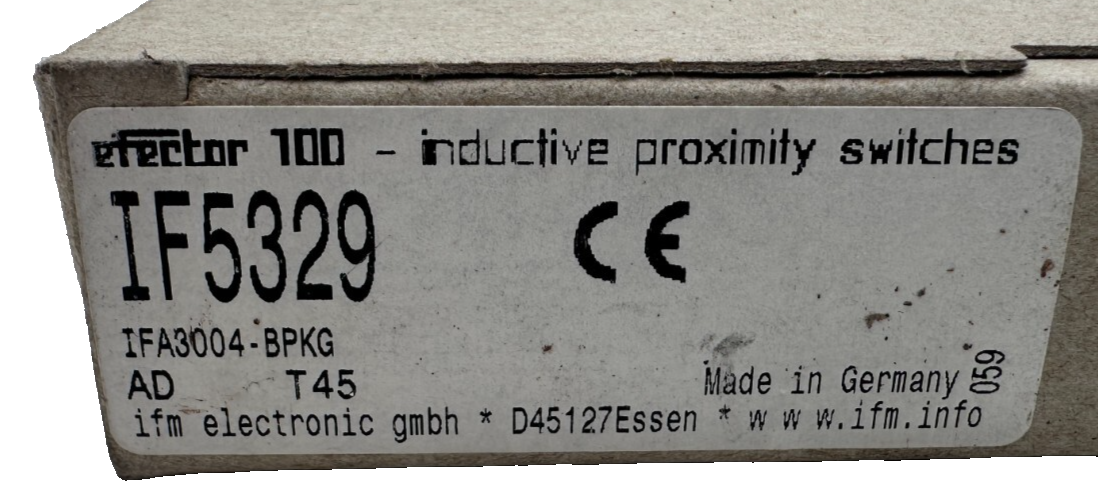 efector 100 - inductive proximity switches
IF5329
CE
IFA3004-BPKG
AD T45
Made in Germany 059
ifm electronic gmbh * D45127Essen * w w w.ifm.info